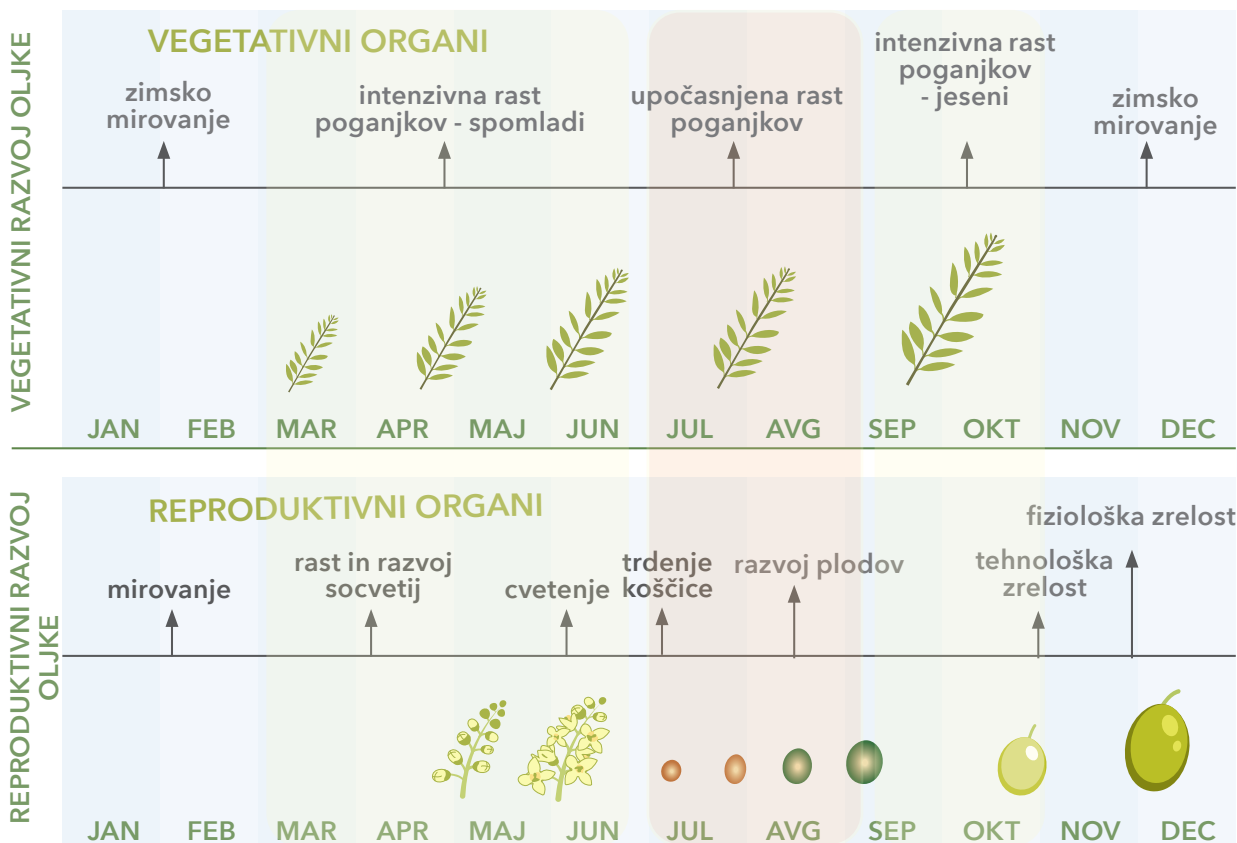 VEGETATIVNI RAZVOJ OLJKE
VEGETATIVNI ORGANI
zimsko
mirovanje
intenzivna rast
poganjkov - spomladi
upočasnjena rast
poganjkov
intenzivna rast
poganjkov
- jeseni
zimsko
mirovanje
JAN FEB MAR APR MAJ JUN JUL AVG SEP OKT NOV DEC
REPRODUKTIVNI RAZVOJ
OLJKE
REPRODUKTIVNI ORGANI
mirovanje
rast in razvoj
socvetij
cvetenje
trdenje
koščice
razvoj plodov
tehnološka
zrelost
fiziološka zrelost
JAN FEB MAR APR MAJ JUN JUL AVG SEP OKT NOV DEC